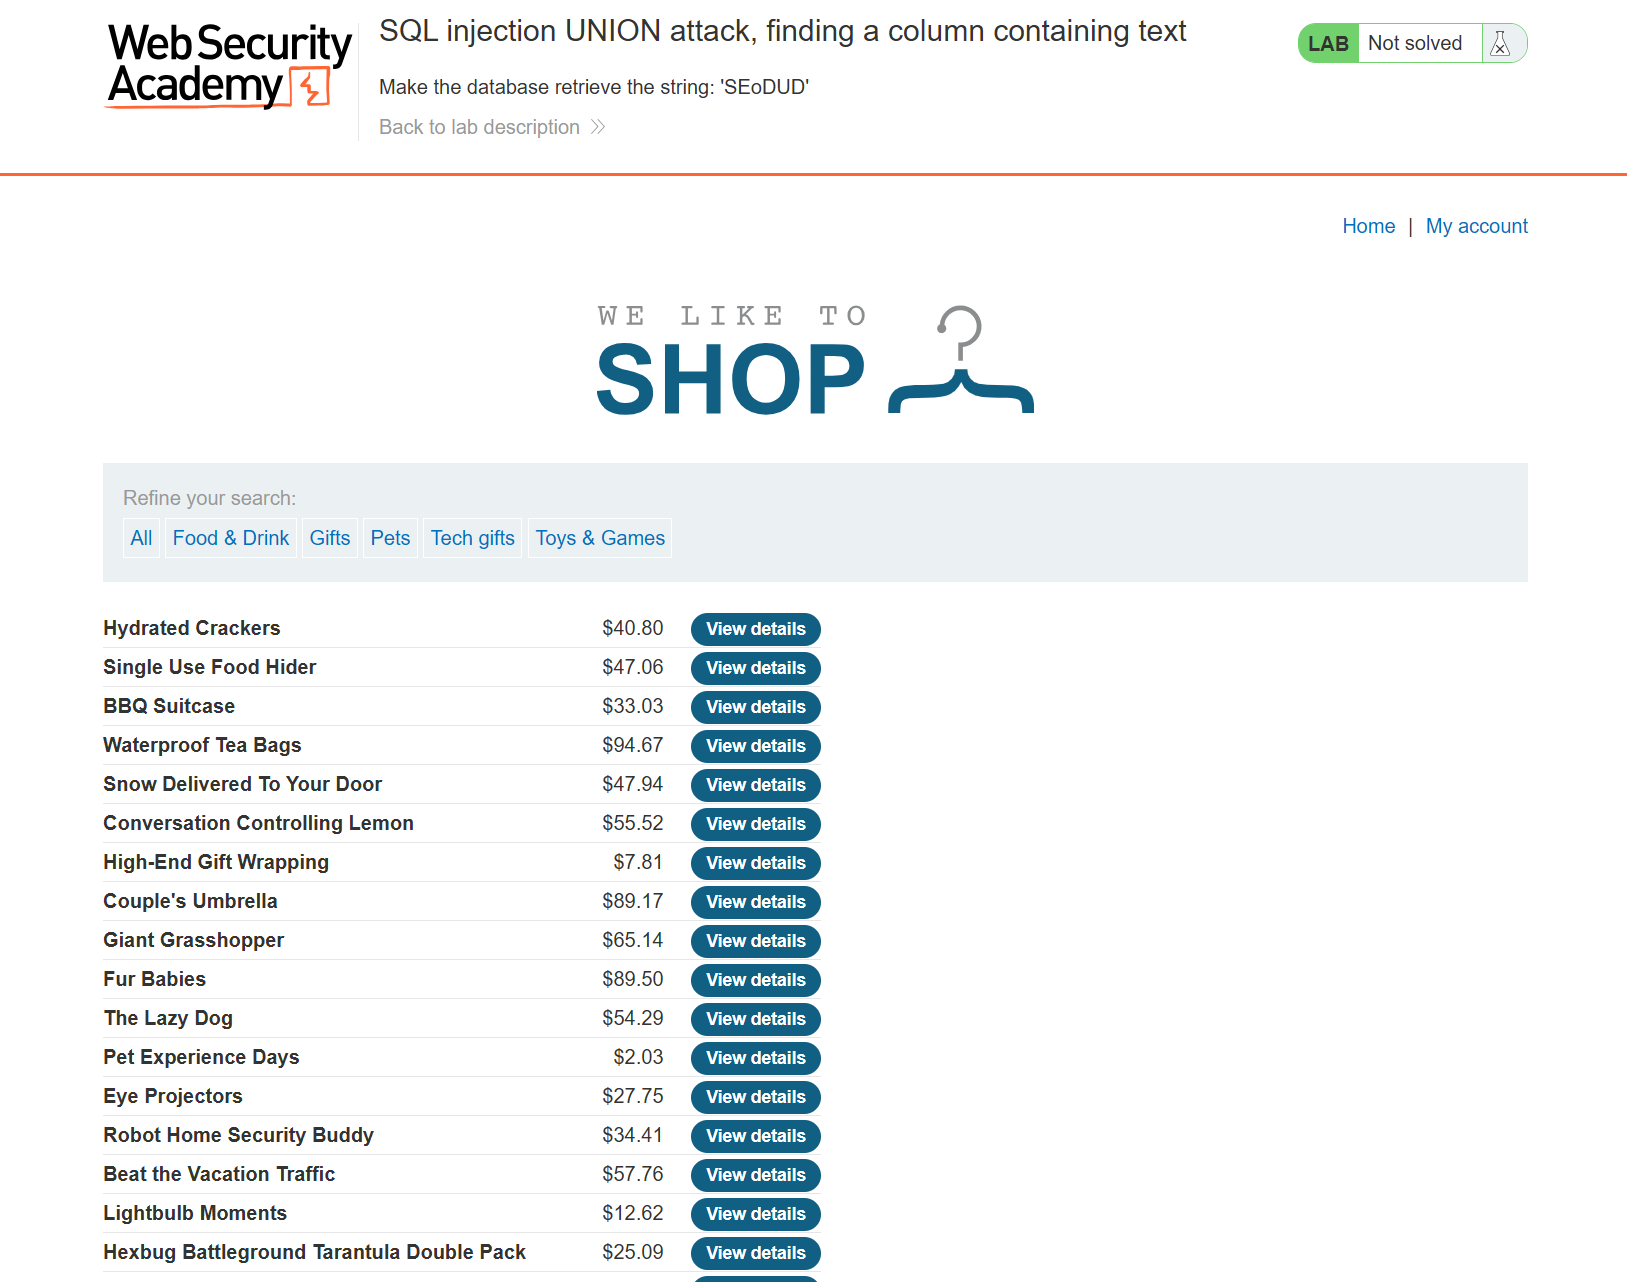 Web Security
Academy
SQL injection UNION attack, finding a column containing text
LAB Not solved
Make the database retrieve the string: 'SEoDUD'
Back to lab description
Home | My account
WE LIKE TO
SHOP
Refine your search:
All Food & Drink Gifts Pets Tech gifts Toys & Games
Hydrated Crackers $40.80 View details
Single Use Food Hider $47.06 View details
BBQ Suitcase $33.03 View details
Waterproof Tea Bags $94.67 View details
Snow Delivered To Your Door $47.94 View details
Conversation Controlling Lemon $55.52 View details
High-End Gift Wrapping $7.81 View details
Couple's Umbrella $89.17 View details
Giant Grasshopper $65.14 View details
Fur Babies $89.50 View details
The Lazy Dog $54.29 View details
Pet Experience Days $2.03 View details
Eye Projectors $27.75 View details
Robot Home Security Buddy $34.41 View details
Beat the Vacation Traffic $57.76 View details
Lightbulb Moments $12.62 View details
Hexbug Battleground Tarantula Double Pack $25.09 View details